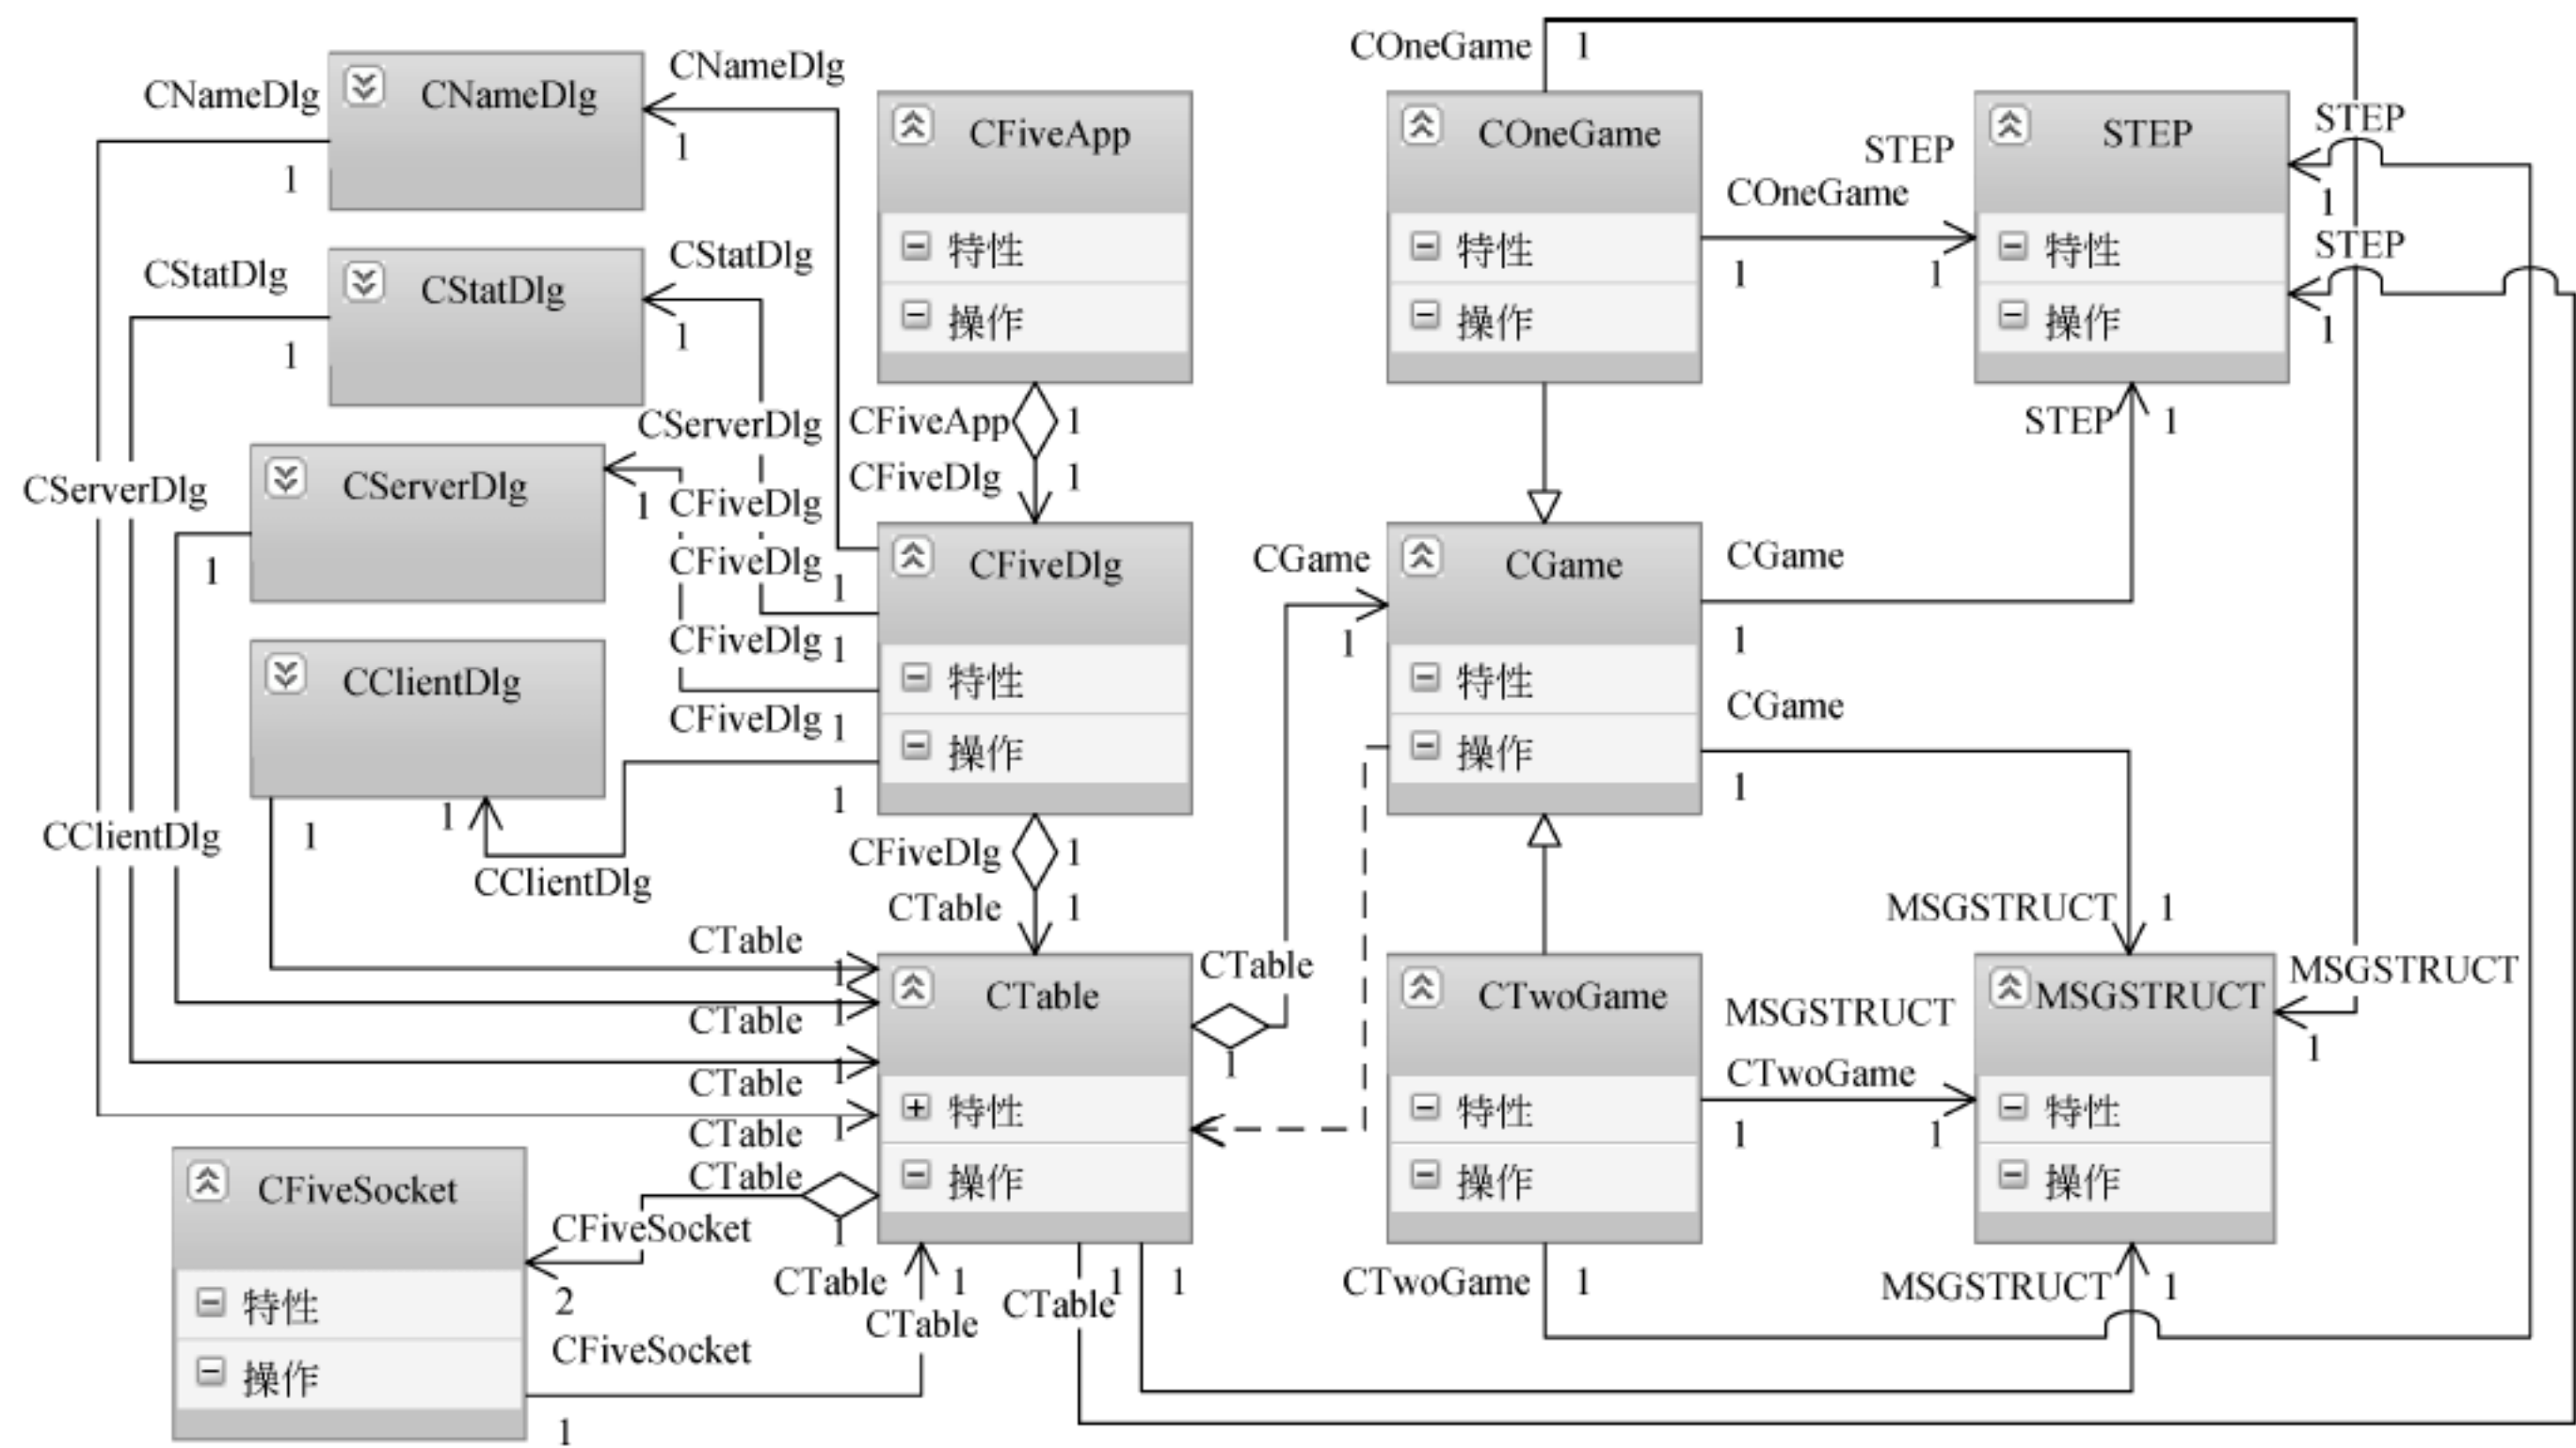 COneGame
1
CNameDlg
CNameDlg
CNameDlg
1
1
CFiveApp
特性
操作
COneGame
特性
操作
STEP
COneGame
1
1
STEP
特性
操作
STEP
1
STEP
1
CStatDlg
CStatDlg
CStatDlg
1
1
CServerDlg
CFiveApp
1
CFiveDlg
1
STEP
1
CServerDlg
CServerDlg
1
1
CFiveDlg
CFiveDlg
1
CFiveDlg
1
CFiveDlg
1
1
CFiveDlg
特性
操作
CGame
1
CGame
特性
操作
CGame
1
CGame
1
CClientDlg
CClientDlg
1
1
CClientDlg
CFiveDlg
1
CTable
1
MSGSTRUCT
1
CTable
1
CTable
1
CTable
1
CTable
1
CTable
特性
操作
CTable
1
CTwoGame
特性
操作
MSGSTRUCT
CTwoGame
1
1
MSGSTRUCT
特性
操作
MSGSTRUCT
1
CFiveSocket
特性
操作
CTable
1
CFiveSocket
2
CFiveSocket
1
CTable
1
CTable
CTable
1
1
CTwoGame
1
MSGSTRUCT
1